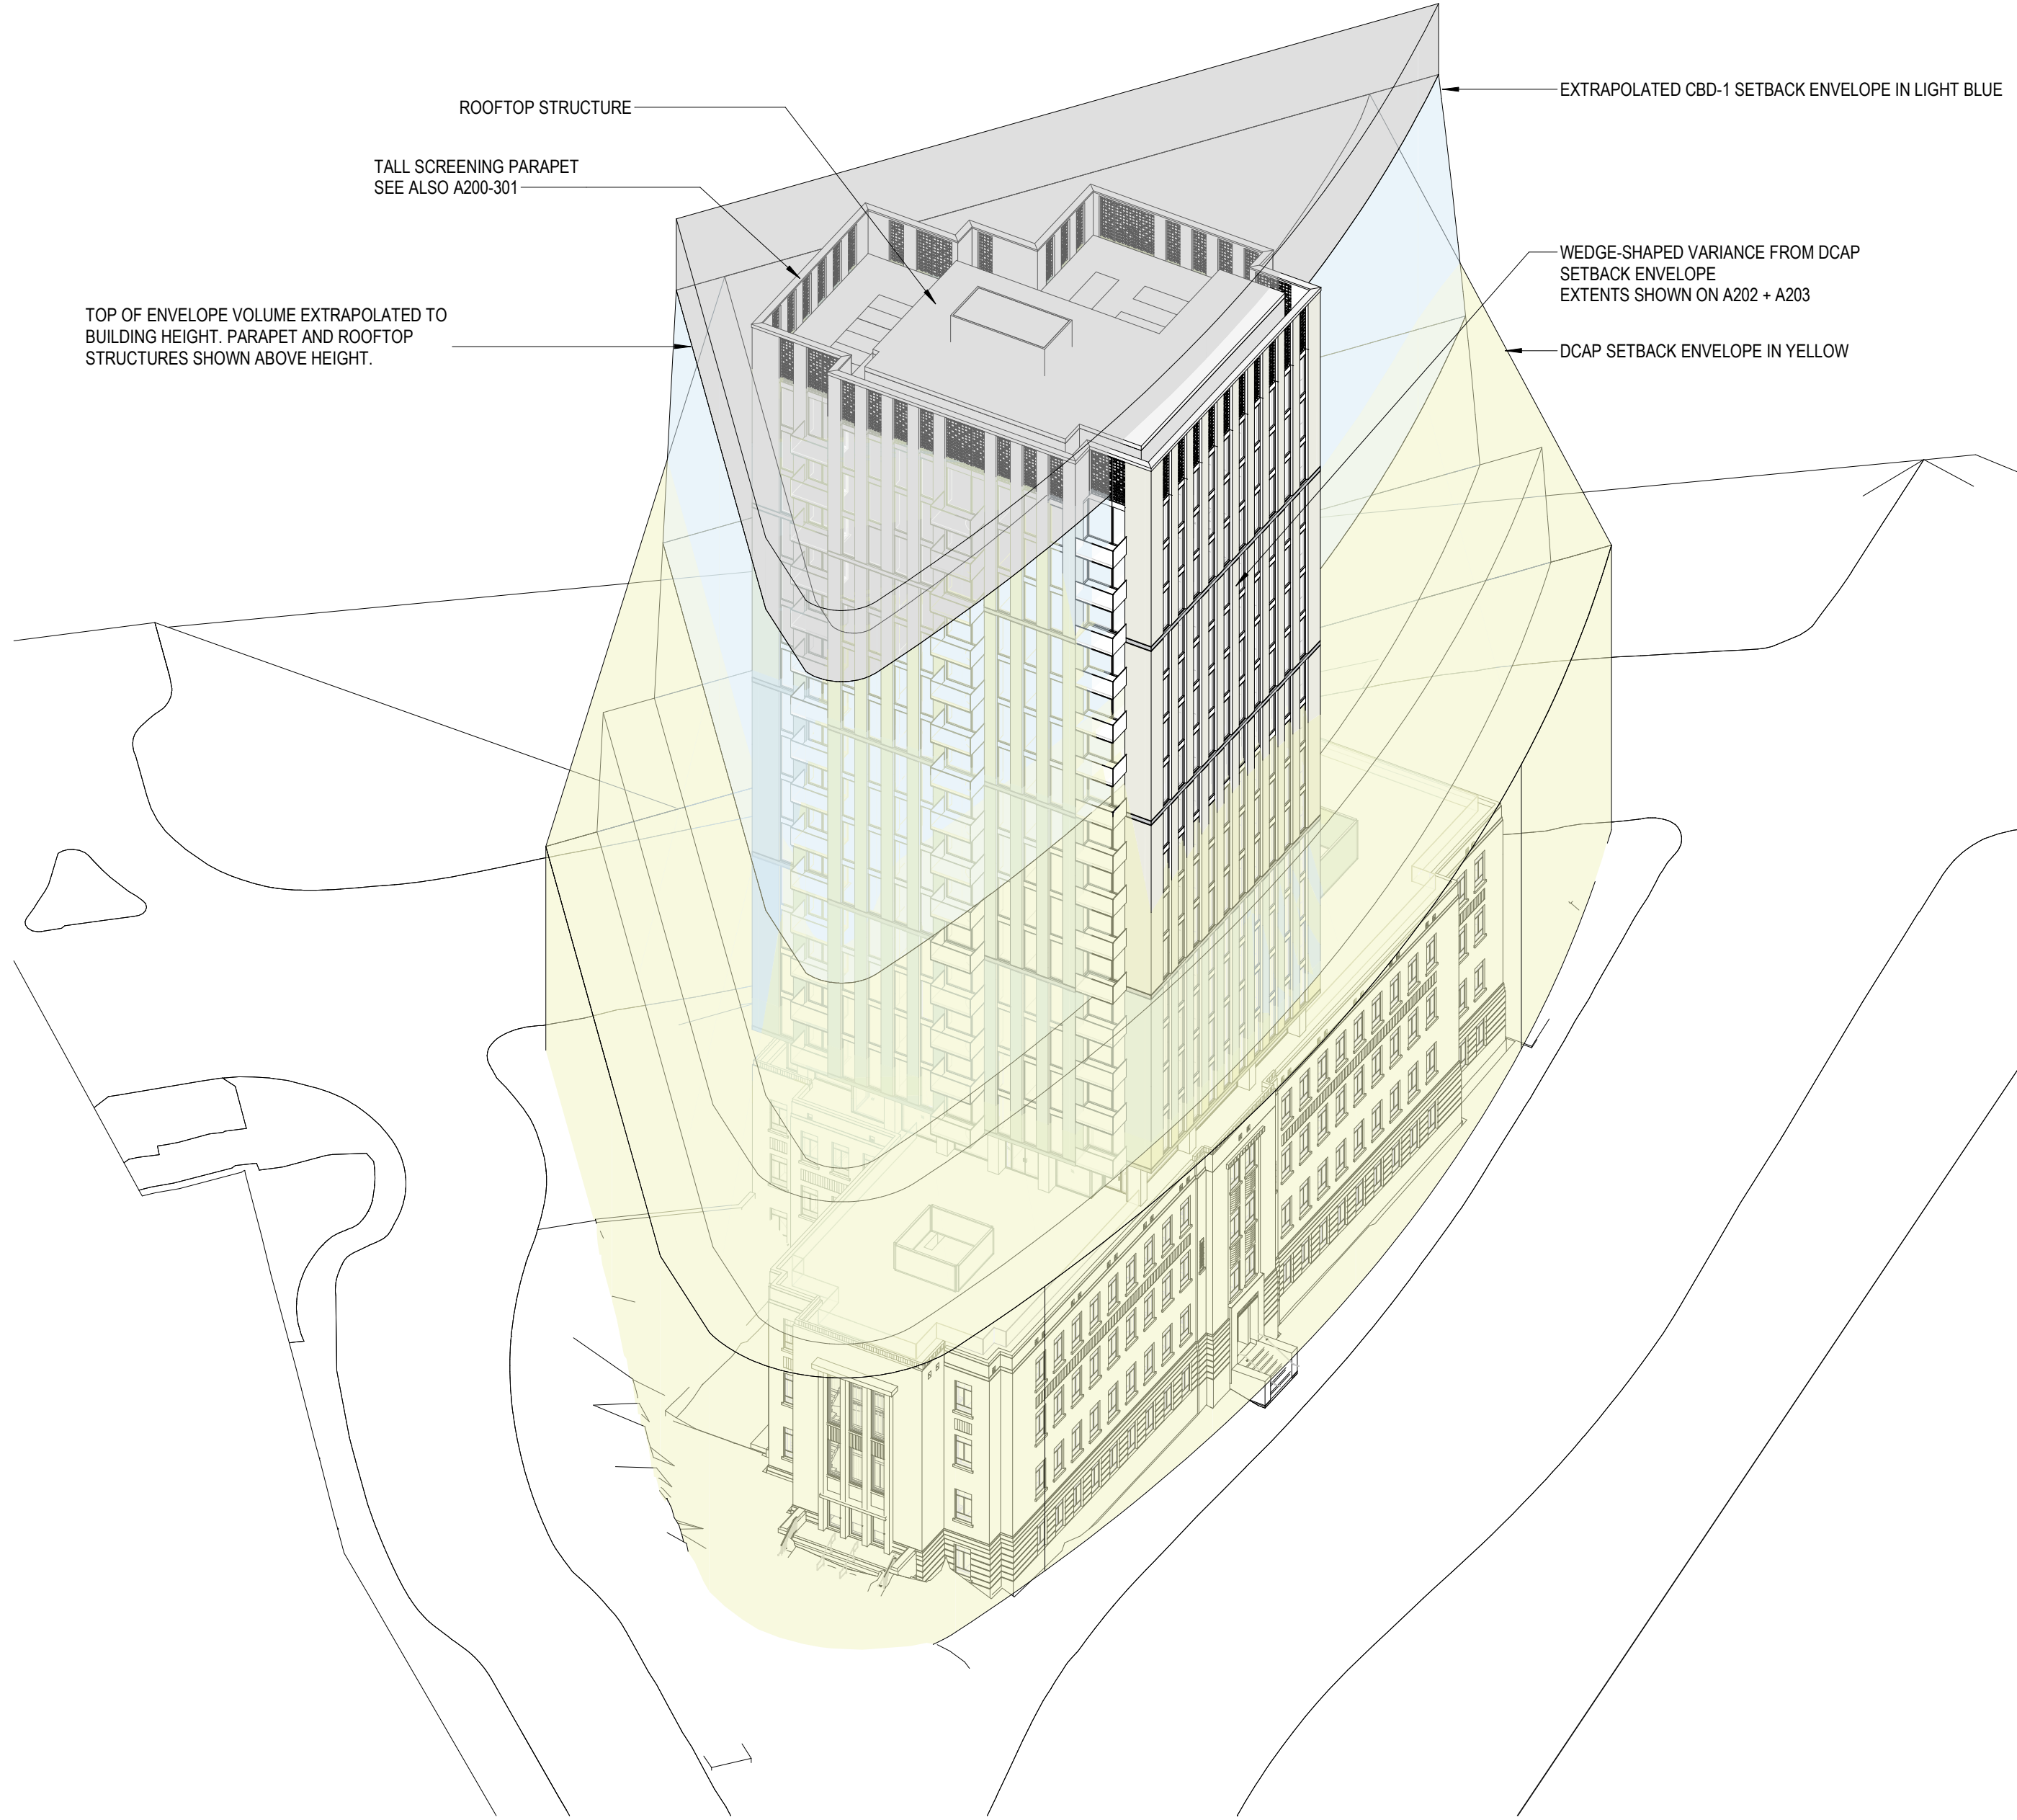 ROOFTOP STRUCTURE
TALL SCREENING PARAPET
SEE ALSO A200-301
TOP OF ENVELOPE VOLUME EXTRAPOLATED TO
BUILDING HEIGHT. PARAPET AND ROOFTOP
STRUCTURES SHOWN ABOVE HEIGHT.
EXTRAPOLATED CBD-1 SETBACK ENVELOPE IN LIGHT BLUE
WEDGE-SHAPED VARIANCE FROM DCAP
SETBACK ENVELOPE
EXTENTS SHOWN ON A202 + A203
DCAP SETBACK ENVELOPE IN YELLOW